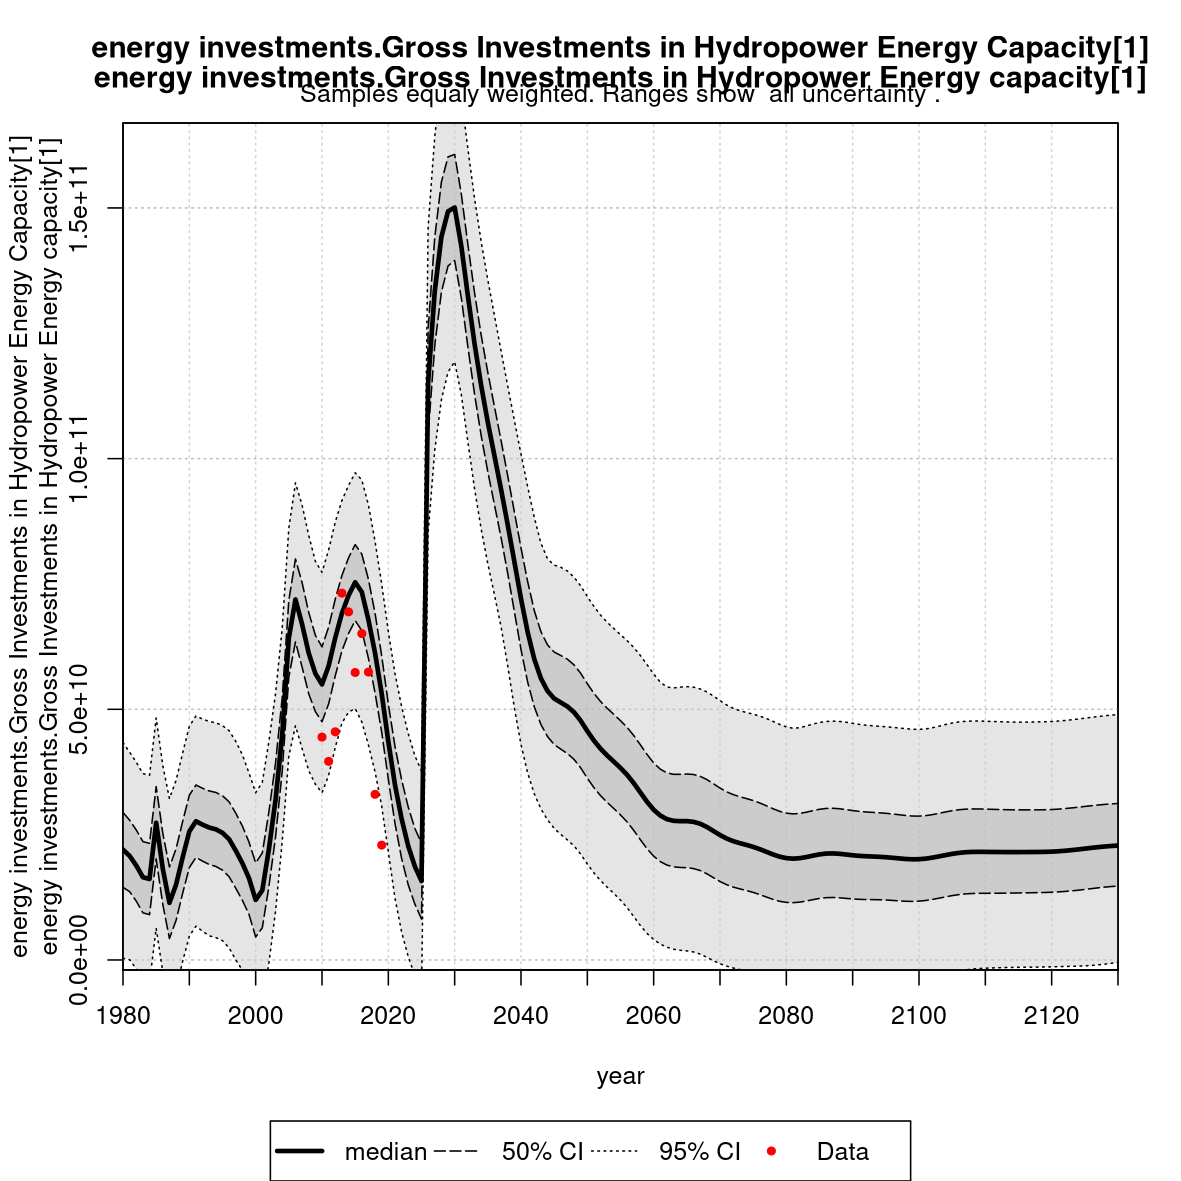 energy investments.Gross Investments in Hydropower Energy Capacity[1]
energy investments.Gross Investments in Hydropower Energy capacity[1]
Samples equaly weighted. Ranges show  all uncertainty .
energy investments.Gross Investments in Hydropower Energy Capacity[1]
energy investments.Gross Investments in Hydropower Energy capacity[1]
1.5e+11
1.0e+11
5.0e+10
0.0e+00
1980 2000 2020 2040 2060 2080 2100 2120
year
median 50% CI 95% CI Data